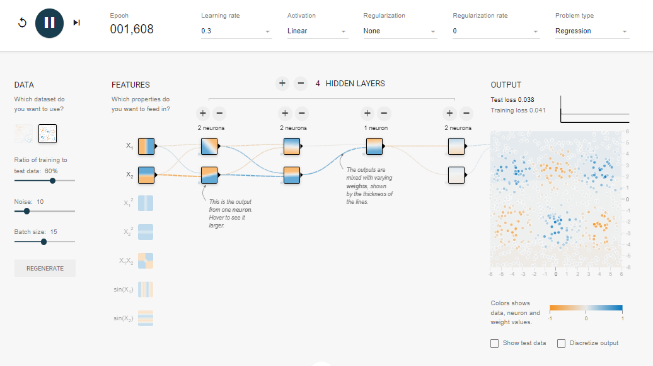 Epoch
001,608
Learning rate
0.3
Activation
Linear
Regularization
None
Regularization rate
0
Problem type
Regression
DATA
Which dataset do
you want to use?
Ratio of training to
test data: 80%
Noise: 10
Batch size: 15
REGENERATE
FEATURES
Which properties do
you want to feed in?
X₁
X₂
X₁²
X₂²
X₁X₂
sin(X₁)
sin(X₂)
+ − 4 HIDDEN LAYERS
+ −
2 neurons
+ −
2 neurons
+ −
1 neuron
+ −
2 neurons
This is the output
from one neuron.
Hover to see it
larger.
The outputs are
mixed with varying
weights, shown
by the thickness of
the lines.
OUTPUT
Test loss 0.038
Training loss 0.041
6
5
4
3
2
1
0
-1
-2
-3
-4
-5
-6
-6 -5 -4 -3 -2 -1 0 1 2 3 4 5 6
Colors shows
data, neuron and
weight values.
-1 0 1
Show test data
Discretize output